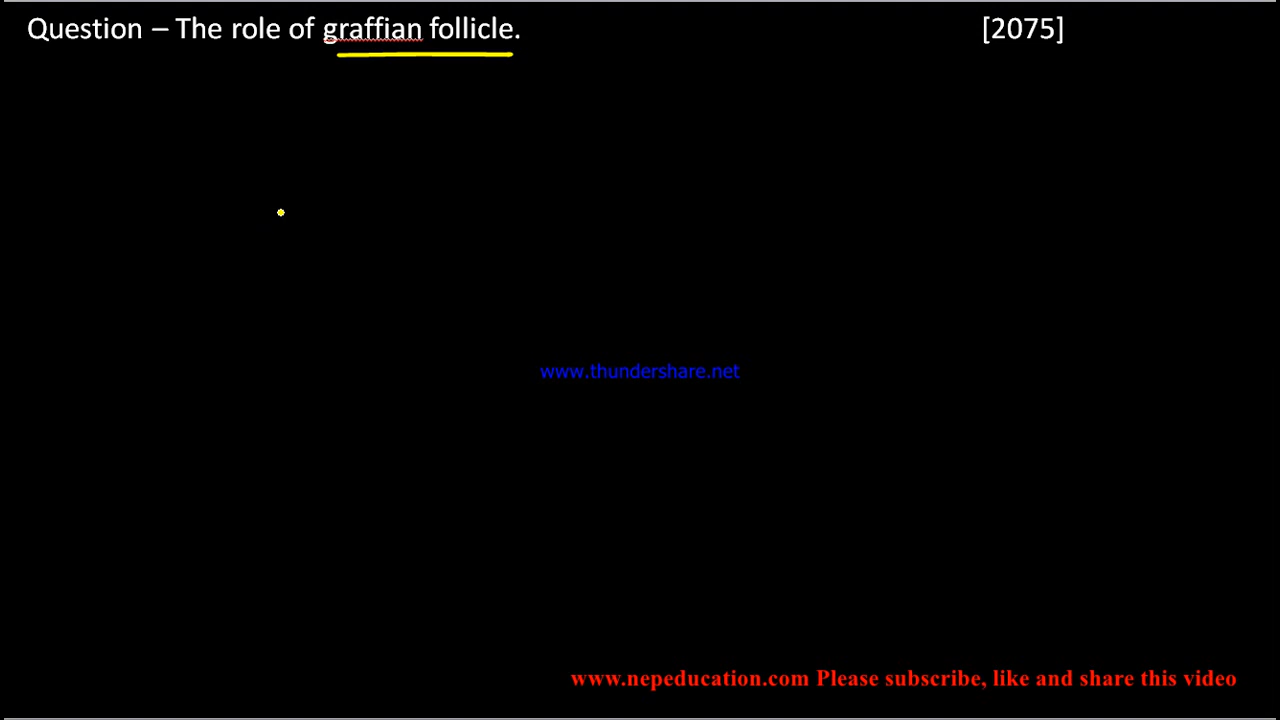 Question – The role of graffian follicle. [2075]
www.thundershare.net
www.nepeducation.com Please subscribe, like and share this video